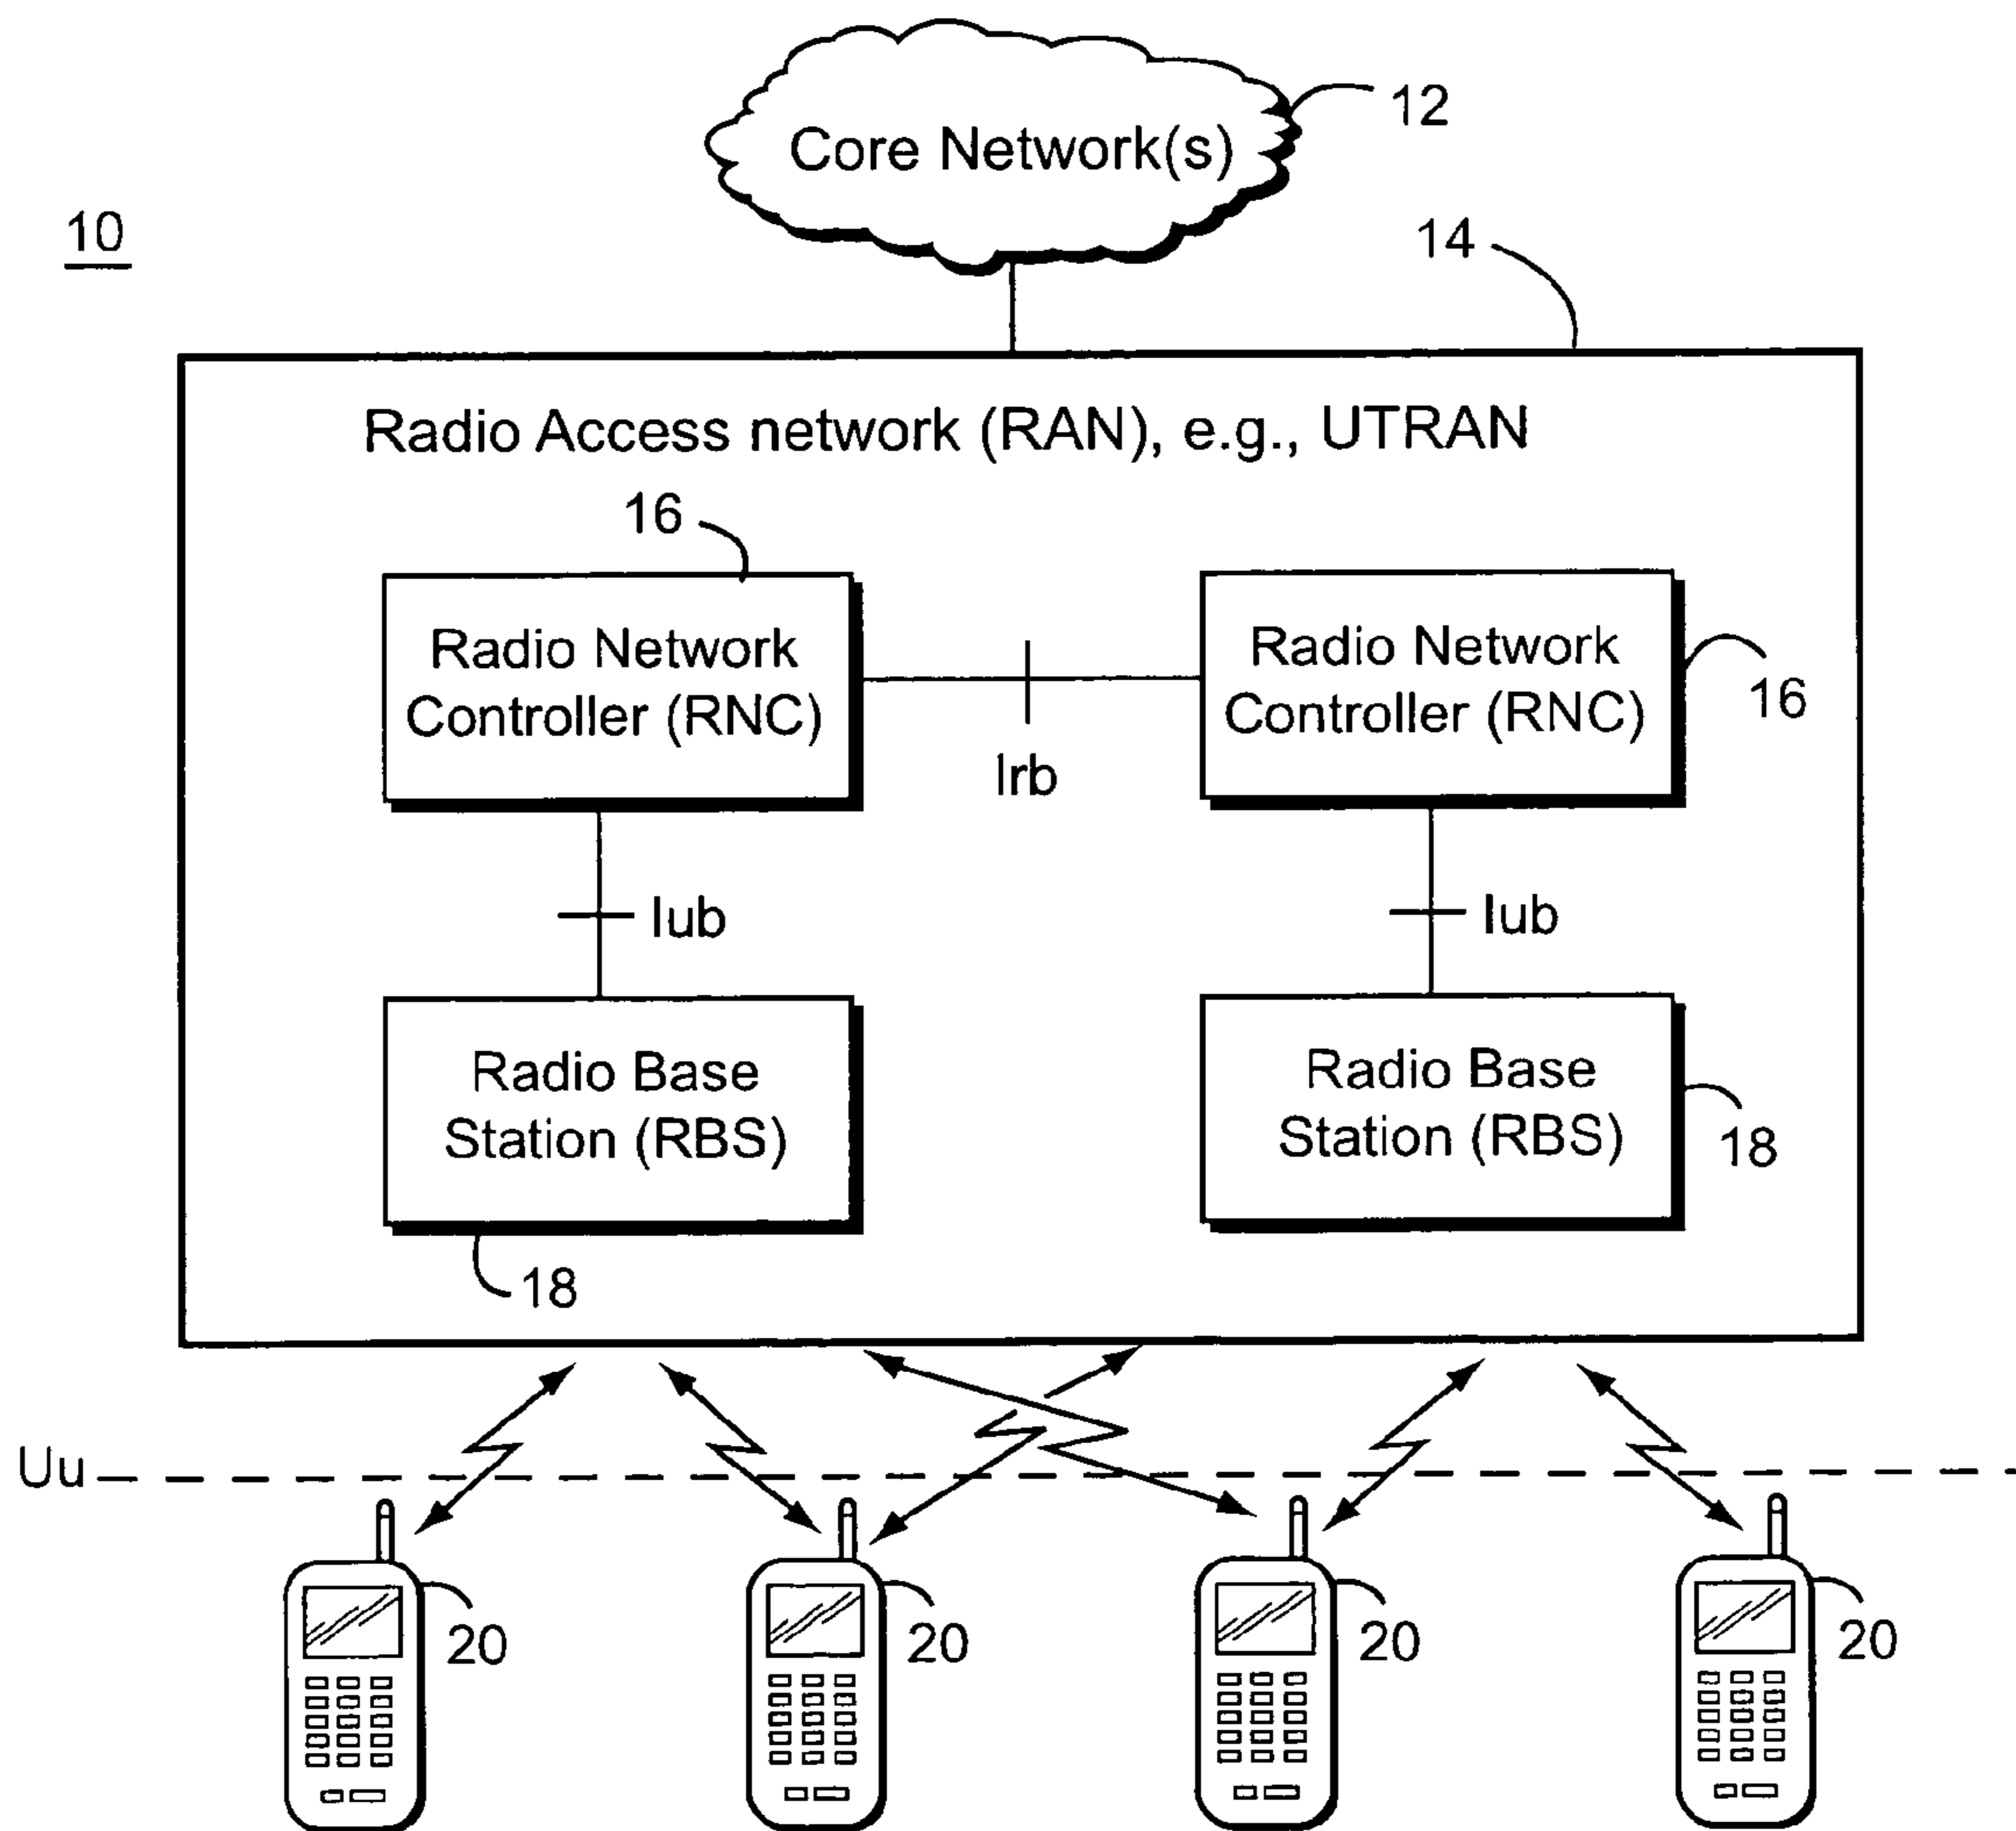 12
Core Network(s)
10
14
Radio Access network (RAN), e.g., UTRAN
16
Radio Network
Controller (RNC)
Radio Network
Controller (RNC)
16
Irb
Iub
Iub
Radio Base
Station (RBS)
Radio Base
Station (RBS)
18
18
Uu
20
20
20
20